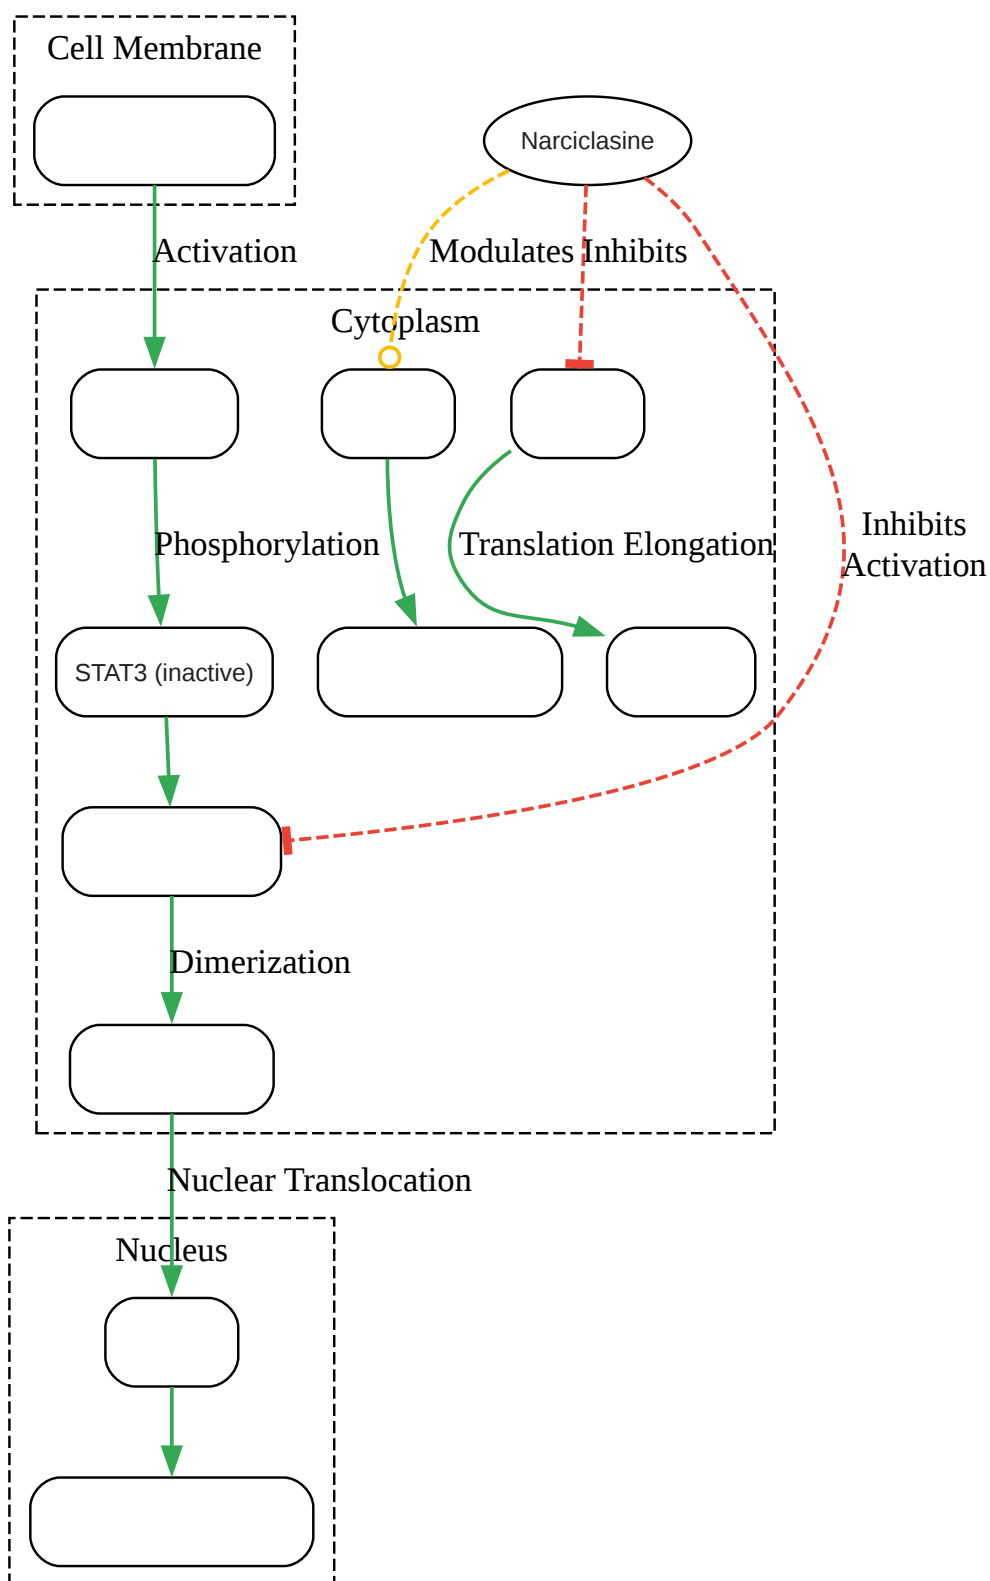 Cell Membrane
Narciclasine
Activation
Modulates
Inhibits
Cytoplasm
Phosphorylation
Translation Elongation
Inhibits
Activation
STAT3 (inactive)
Dimerization
Nuclear Translocation
Nucleus